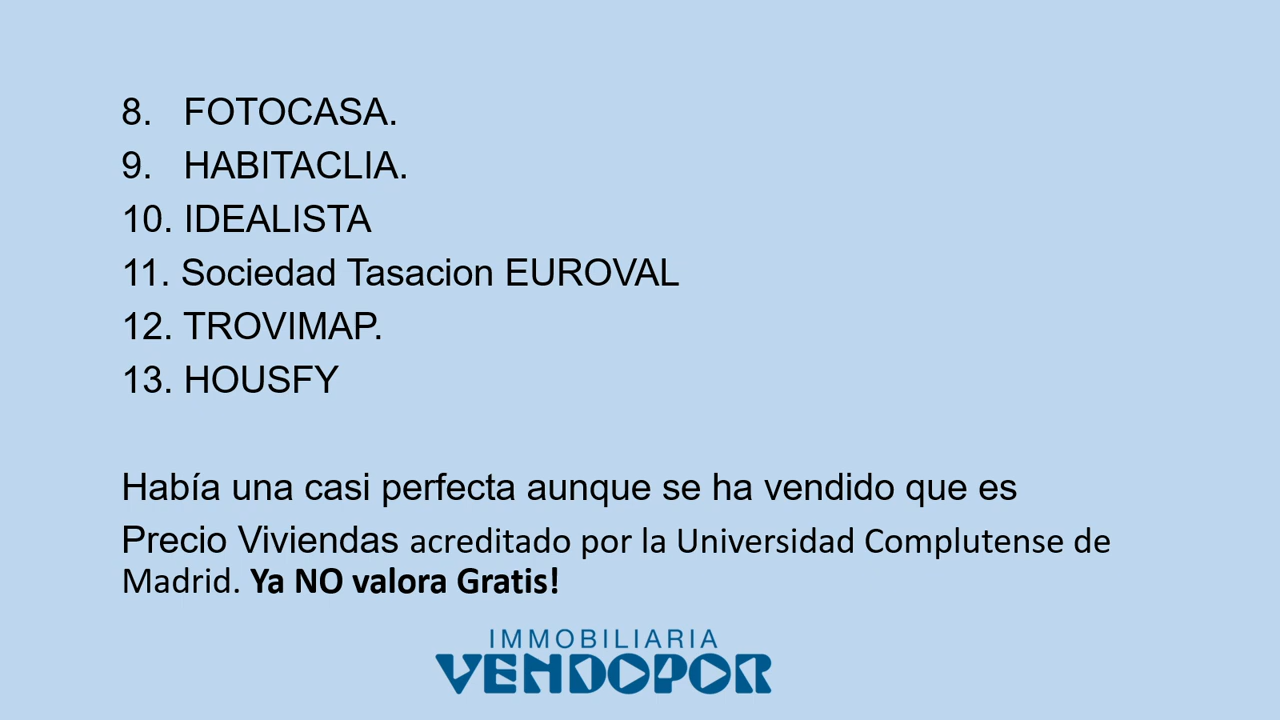 8. FOTOCASA.
9. HABITACLIA.
10. IDEALISTA
11. Sociedad Tasacion EUROVAL
12. TROVIMAP.
13. HOUSFY
Había una casi perfecta aunque se ha vendido que es
Precio Viviendas acreditado por la Universidad Complutense de
Madrid. Ya NO valora Gratis!
IMMOBILIARIA
VENDOPOR